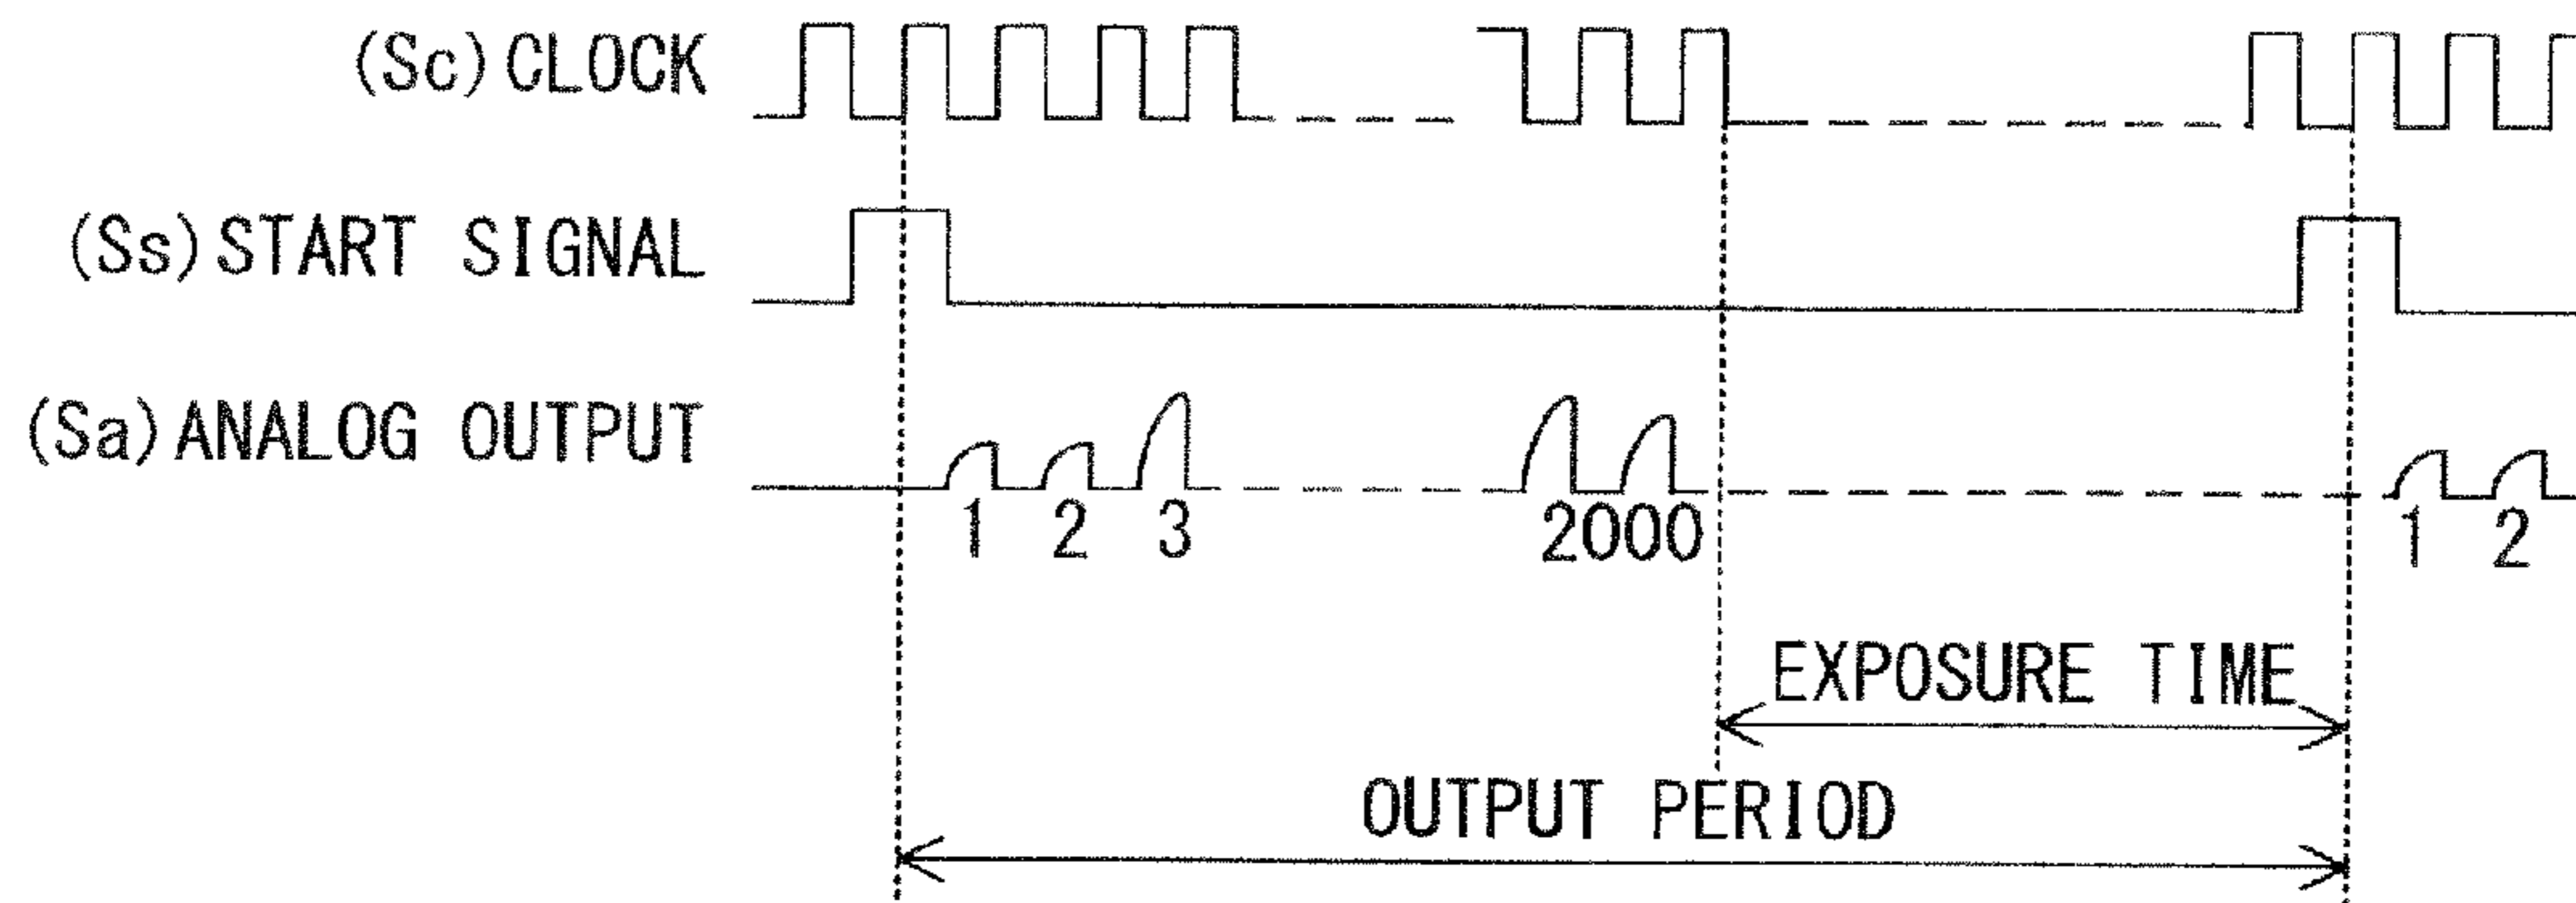 (Sc) CLOCK
(Ss) START SIGNAL
(Sa) ANALOG OUTPUT
1 2 3 2000 1 2
EXPOSURE TIME
OUTPUT PERIOD